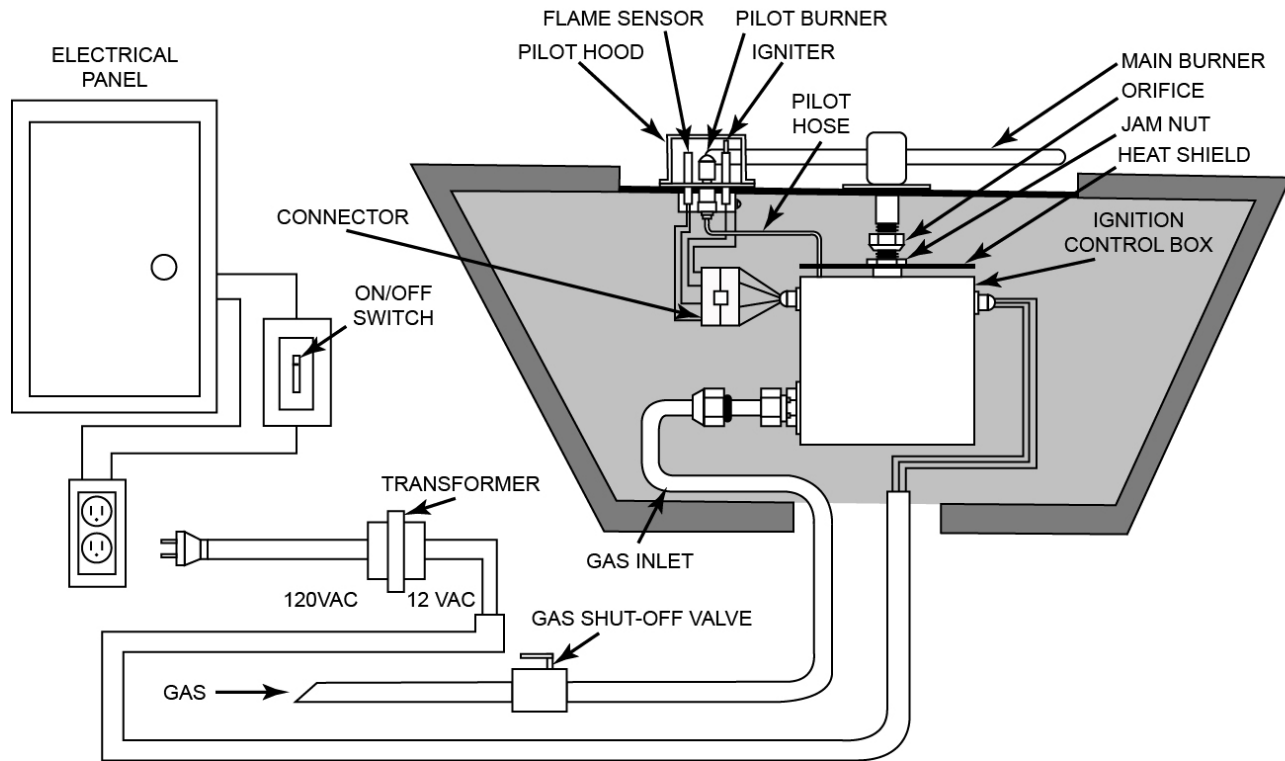 FLAME SENSOR
PILOT BURNER
ELECTRICAL
PANEL
PILOT HOOD
IGNITER
MAIN BURNER
ORIFICE
PILOT
HOSE
JAM NUT
HEAT SHIELD
CONNECTOR
IGNITION
CONTROL BOX
ON/OFF
SWITCH
TRANSFORMER
GAS INLET
120VAC
12 VAC
GAS SHUT-OFF VALVE
GAS